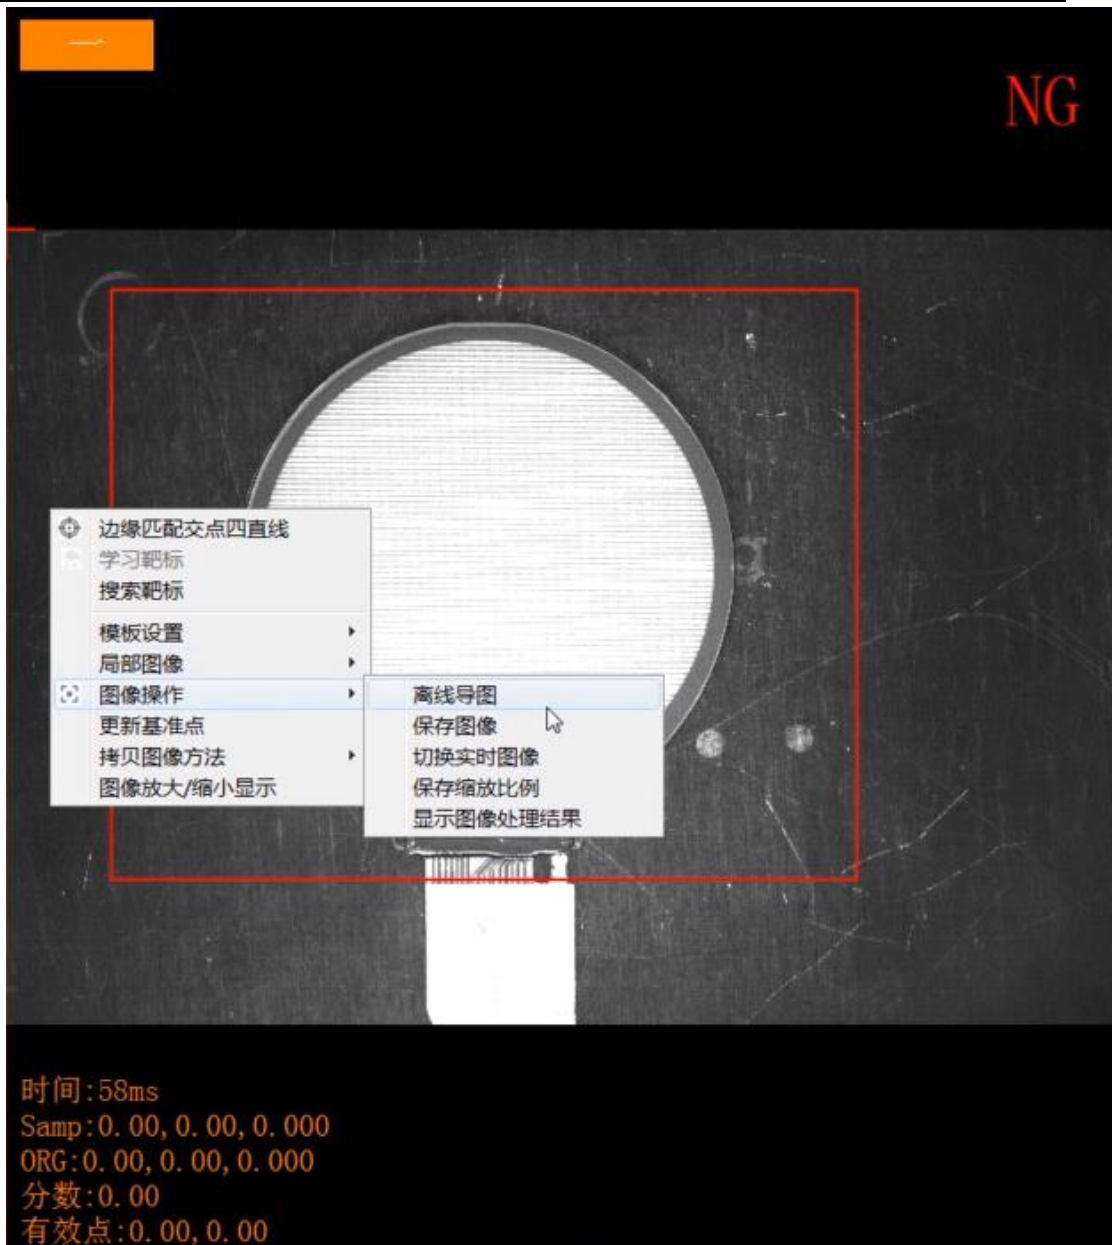 NG
边缘匹配交点四直线
学习靶标
搜索靶标
模板设置
局部图像
图像操作
更新基准点
拷贝图像方法
图像放大/缩小显示
离线导图
保存图像
切换实时图像
保存缩放比例
显示图像处理结果
时间:58ms
Samp:0.00,0.00,0.000
ORG:0.00,0.00,0.000
分数:0.00
有效点:0.00,0.00